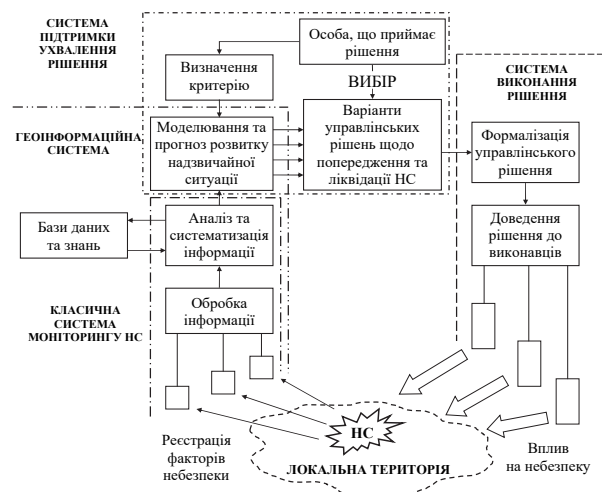 СИСТЕМА
ПІДТРИМКИ
УХВАЛЕННЯ
РІШЕННЯ
Особа, що приймає
рішення
Визначення
критерію
ВИБІР
СИСТЕМА
ВИКОНАННЯ
РІШЕННЯ
ГЕОІНФОРМАЦІЙНА
СИСТЕМА
Моделювання та
прогноз розвитку
надзвичайної
ситуації
Варіанти
управлінських
рішень щодо
попередження та
ліквідації НС
Формалізація
управлінського
рішення
Бази даних
та знань
Аналіз та
систематизація
інформації
Доведення
рішення до
виконавців
КЛАСИЧНА
СИСТЕМА
МОНІТОРИНГУ НС
Обробка
інформації
НС
Реєстрація
факторів
небезпеки
ЛОКАЛЬНА ТЕРИТОРІЯ
Вплив
на небезпеку